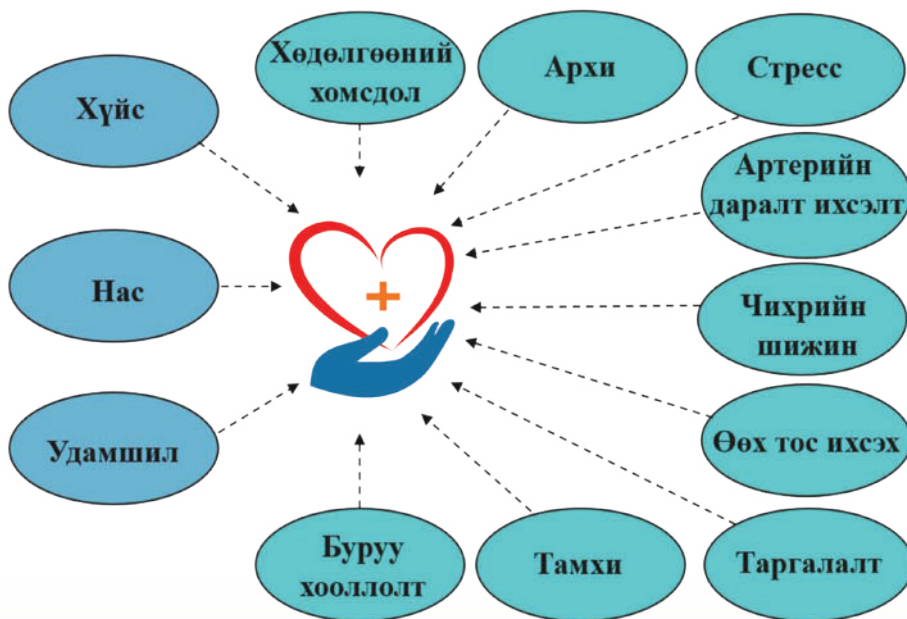 Хүйс
Нас
Удамшил
Хөдөлгөөний
хомсдол
Архи
Стресс
Артерийн
даралт ихсэлт
Чихрийн
шижин
Өөх тос ихсэх
Таргалалт
Тамхи
Буруу
хооллолт